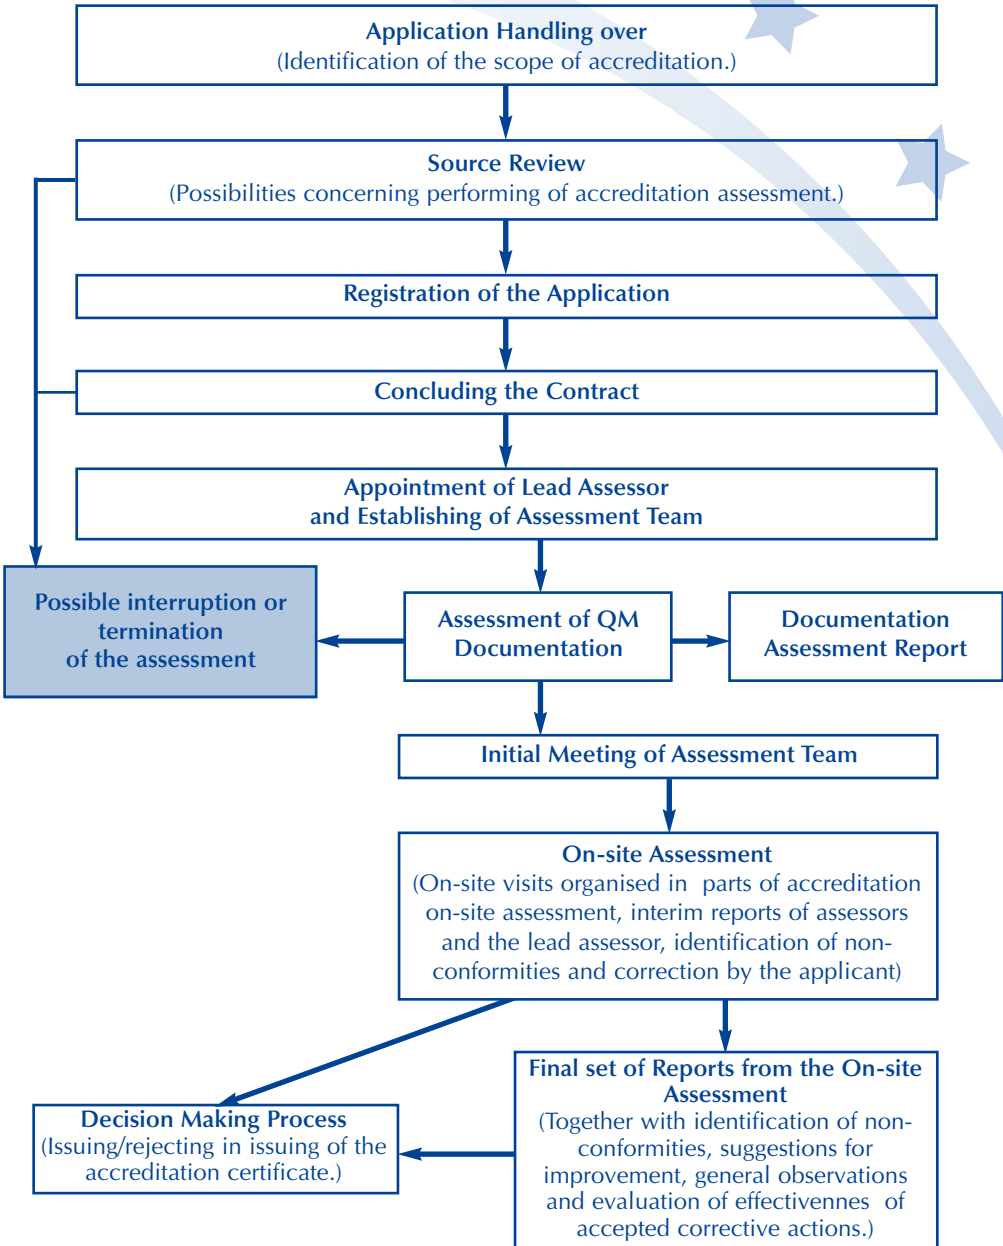 Application Handling over
(Identification of the scope of accreditation.)
Source Review
(Possibilities concerning performing of accreditation assessment.)
Registration of the Application
Concluding the Contract
Appointment of Lead Assessor
and Establishing of Assessment Team
Possible interruption or
termination
of the assessment
Assessment of QM
Documentation
Documentation
Assessment Report
Initial Meeting of Assessment Team
On-site Assessment
(On-site visits organised in parts of accreditation
on-site assessment, interim reports of assessors
and the lead assessor, identification of non-
conformities and correction by the applicant)
Final set of Reports from the On-site
Assessment
(Together with identification of non-
conformities, suggestions for
improvement, general observations
and evaluation of effectivennes of
accepted corrective actions.)
Decision Making Process
(Issuing/rejecting in issuing of the
accreditation certificate.)